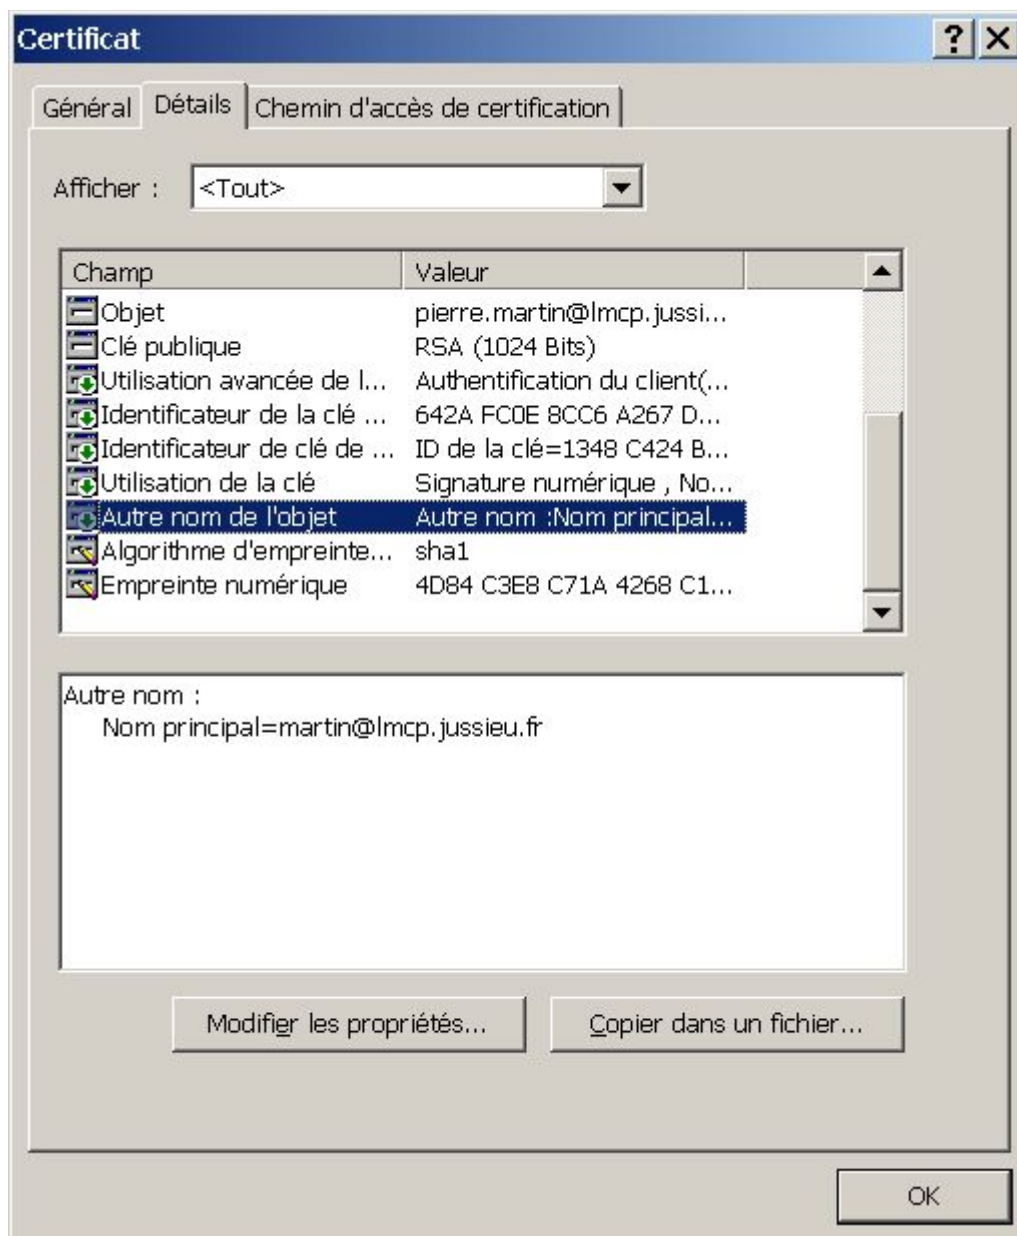 Certificat
Général Détails Chemin d'accès de certification
Afficher : <Tout>
Champ Valeur
Objet pierre.martin@lmcp.jussi...
Clé publique RSA (1024 Bits)
Utilisation avancée de l... Authentification du client(...
Identificateur de la clé ... 642A FC0E 8CC6 A267 D...
Identificateur de clé de ... ID de la clé=1348 C424 B...
Utilisation de la clé Signature numérique , No...
Autre nom de l'objet Autre nom :Nom principal...
Algorithme d'empreinte... sha1
Empreinte numérique 4D84 C3E8 C71A 4268 C1...
Autre nom :
Nom principal=martin@lmcp.jussieu.fr
Modifier les propriétés... Copier dans un fichier...
OK